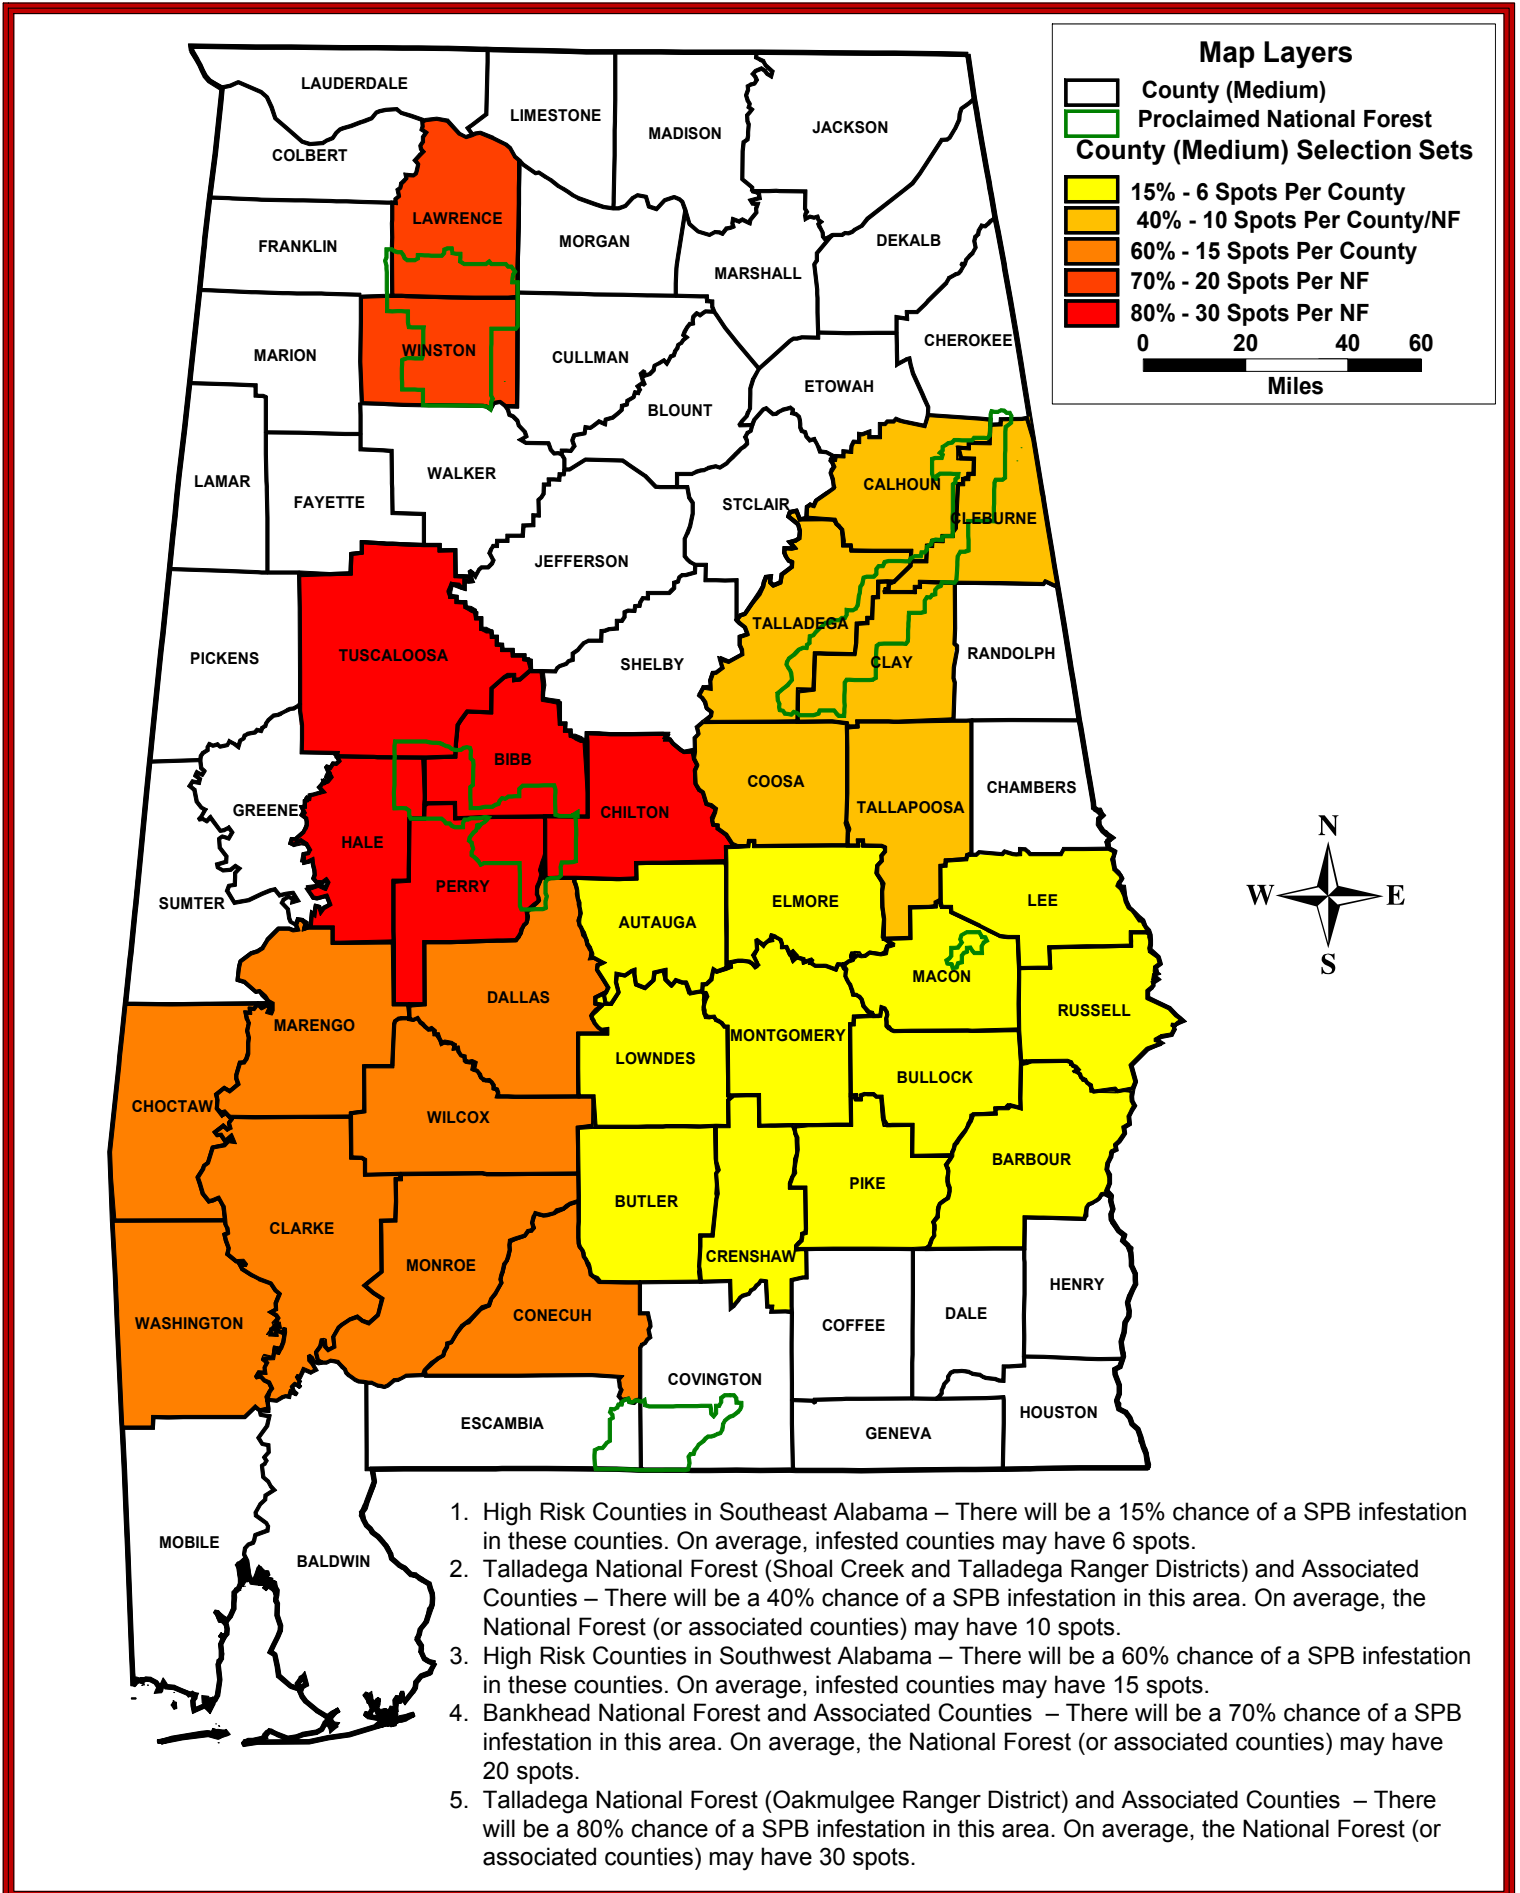 Map Layers
County (Medium)
Proclaimed National Forest
County (Medium) Selection Sets
15% - 6 Spots Per County
40% - 10 Spots Per County/NF
60% - 15 Spots Per County
70% - 20 Spots Per NF
80% - 30 Spots Per NF
0 20 40 60
Miles
LAUDERDALE
LIMESTONE
MADISON
JACKSON
COLBERT
LAWRENCE
FRANKLIN
MORGAN
DEKALB
MARSHALL
CHEROKEE
MARION
WINSTON
CULLMAN
ETOWAH
BLOUNT
WALKER
LAMAR
FAYETTE
STCLAIR
CALHOUN
CLEBURNE
JEFFERSON
TALLADEGA
PICKENS
TUSCALOOSA
SHELBY
CLAY
RANDOLPH
BIBB
COOSA
CHAMBERS
GREENE
CHILTON
TALLAPOOSA
HALE
PERRY
SUMTER
AUTAUGA
ELMORE
LEE
N
W
E
S
DALLAS
MACON
RUSSELL
MARENGO
MONTGOMERY
LOWNDES
BULLOCK
CHOCTAW
WILCOX
BARBOUR
PIKE
BUTLER
CLARKE
CRENSHAW
MONROE
HENRY
WASHINGTON
CONECUH
COFFEE
DALE
COVINGTON
ESCAMBIA
GENEVA
HOUSTON
MOBILE
BALDWIN
1. High Risk Counties in Southeast Alabama – There will be a 15% chance of a SPB infestation
in these counties. On average, infested counties may have 6 spots.
2. Talladega National Forest (Shoal Creek and Talladega Ranger Districts) and Associated
Counties – There will be a 40% chance of a SPB infestation in this area. On average, the
National Forest (or associated counties) may have 10 spots.
3. High Risk Counties in Southwest Alabama – There will be a 60% chance of a SPB infestation
in these counties. On average, infested counties may have 15 spots.
4. Bankhead National Forest and Associated Counties – There will be a 70% chance of a SPB
infestation in this area. On average, the National Forest (or associated counties) may have
20 spots.
5. Talladega National Forest (Oakmulgee Ranger District) and Associated Counties – There
will be a 80% chance of a SPB infestation in this area. On average, the National Forest (or
associated counties) may have 30 spots.